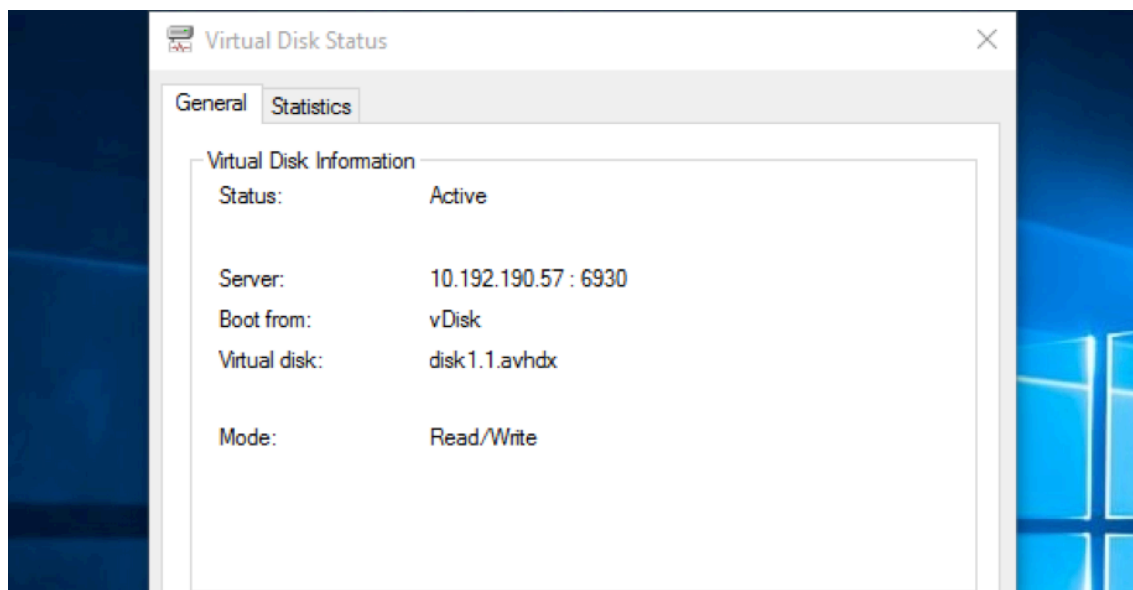 Virtual Disk Status
General Statistics
Virtual Disk Information
Status: Active
Server: 10.192.190.57 : 6930
Boot from: vDisk
Virtual disk: disk1.1.avhdx
Mode: Read/Write